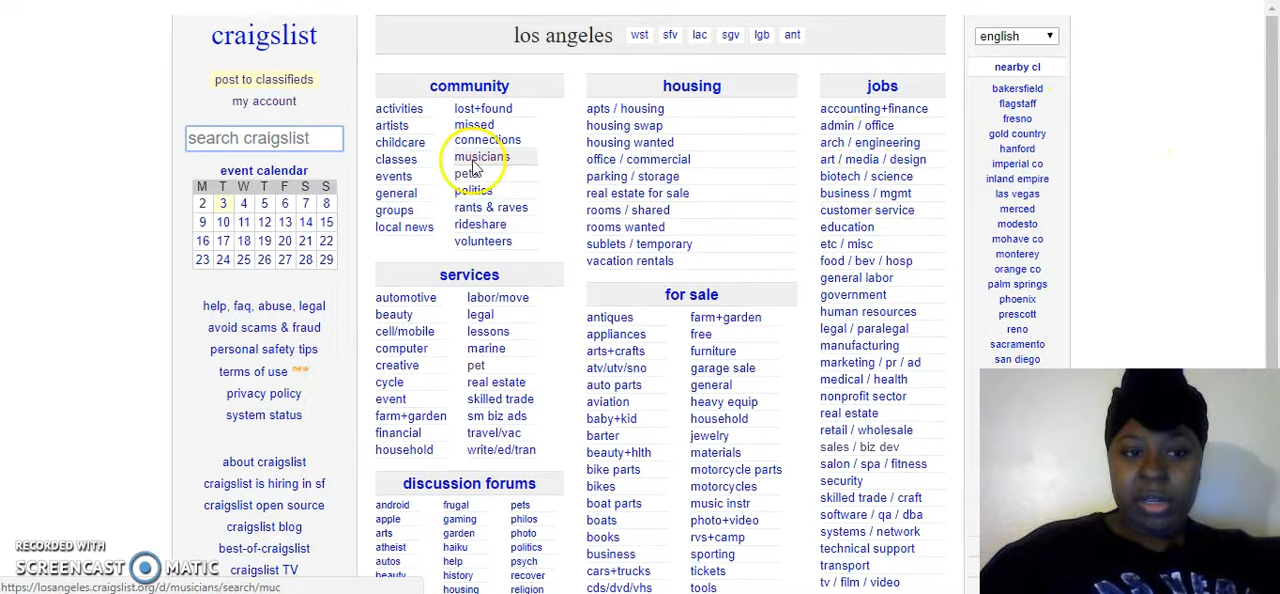 craigslist
post to classifieds
my account
search craigslist
event calendar
M T W T F S S
2 3 4 5 6 7 8
9 10 11 12 13 14 15
16 17 18 19 20 21 22
23 24 25 26 27 28 29
help, faq, abuse, legal
avoid scams & fraud
personal safety tips
terms of use new
privacy policy
system status
about craigslist
craigslist is hiring in sf
craigslist open source
craigslist blog
best-of-craigslist
craigslist TV
los angeles wst sfv lac sgv lgb ant
community
activities
artists
childcare
classes
events
general
groups
local news
lost+found
missed
connections
musicians
pets
politics
rants & raves
rideshare
volunteers
services
automotive
beauty
cell/mobile
computer
creative
cycle
event
farm+garden
financial
household
labor/move
legal
lessons
marine
pet
real estate
skilled trade
sm biz ads
travel/vac
write/ed/tran
discussion forums
android
apple
arts
atheist
autos
beauty
frugal
gaming
garden
haiku
help
history
housing
pets
philos
photo
politics
psych
recover
religion
housing
apts / housing
housing swap
housing wanted
office / commercial
parking / storage
real estate for sale
rooms / shared
rooms wanted
sublets / temporary
vacation rentals
for sale
antiques
appliances
arts+crafts
atv/utv/sno
auto parts
aviation
baby+kid
barter
beauty+hlth
bike parts
bikes
boat parts
boats
books
business
cars+trucks
cds/dvd/vhs
farm+garden
free
furniture
garage sale
general
heavy equip
household
jewelry
materials
motorcycle parts
motorcycles
music instr
photo+video
rvs+camp
sporting
tickets
tools
jobs
accounting+finance
admin / office
arch / engineering
art / media / design
biotech / science
business / mgmt
customer service
education
etc / misc
food / bev / hosp
general labor
government
human resources
legal / paralegal
manufacturing
marketing / pr / ad
medical / health
nonprofit sector
real estate
retail / wholesale
sales / biz dev
salon / spa / fitness
security
skilled trade / craft
software / qa / dba
systems / network
technical support
transport
tv / film / video
english
nearby cl
bakersfield
flagstaff
fresno
gold country
hanford
imperial co
inland empire
las vegas
merced
modesto
mohave co
monterey
orange co
palm springs
phoenix
prescott
reno
sacramento
san diego
RECORDED WITH
SCREENCAST MATIC
https://losangeles.craigslist.org/d/musicians/search/muc